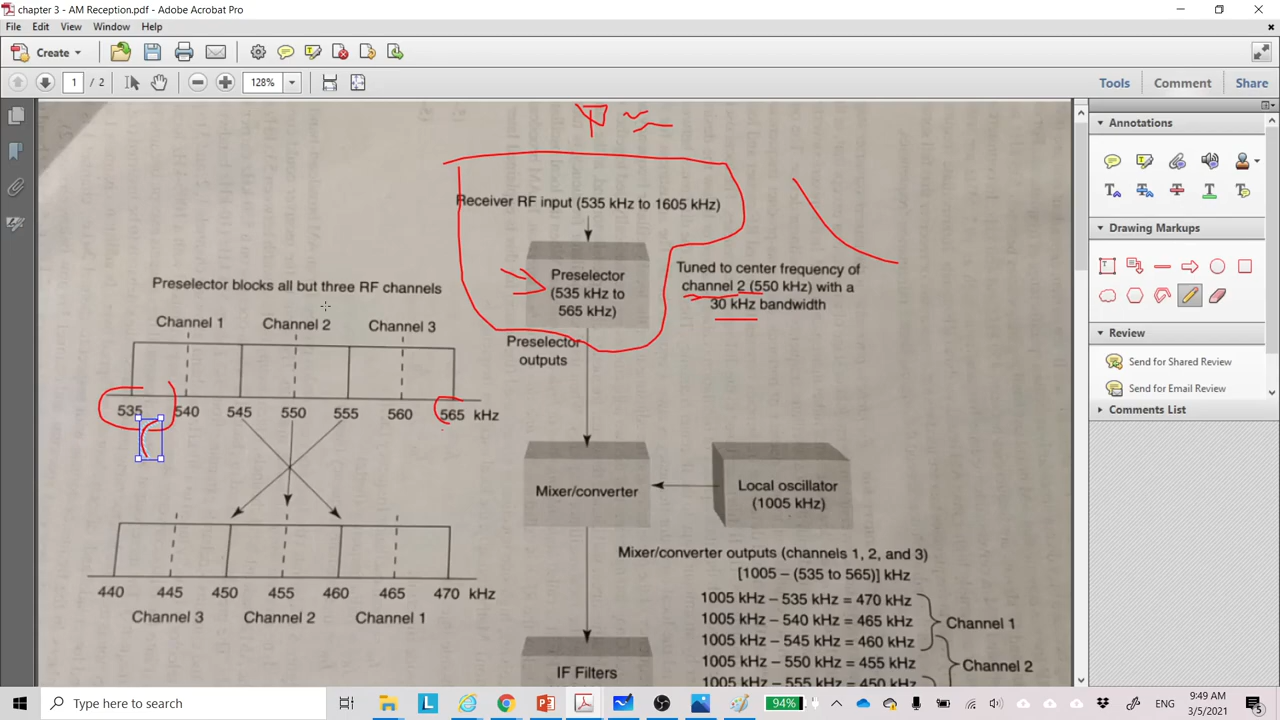 chapter 3 - AM Reception.pdf - Adobe Acrobat Pro
File Edit View Window Help
Create
1 / 2
128%
Tools Comment Share
Annotations
Drawing Markups
Review
Send for Shared Review
Send for Email Review
Comments List
Receiver RF input (535 kHz to 1605 kHz)
Preselector
(535 kHz to
565 kHz)
Tuned to center frequency of
channel 2 (550 kHz) with a
30 kHz bandwidth
Preselector blocks all but three RF channels
Channel 1 Channel 2 Channel 3
535 540 545 550 555 560 565 kHz
Preselector
outputs
Mixer/converter
Local oscillator
(1005 kHz)
440 445 450 455 460 465 470 kHz
Channel 3 Channel 2 Channel 1
Mixer/converter outputs (channels 1, 2, and 3)
[1005 – (535 to 565)] kHz
1005 kHz – 535 kHz = 470 kHz
1005 kHz – 540 kHz = 465 kHz
1005 kHz – 545 kHz = 460 kHz
1005 kHz – 550 kHz = 455 kHz
1005 kHz – 555 kHz = 450 kHz
Channel 1
Channel 2
IF Filters
Type here to search
94%
9:49 AM
3/5/2021
5